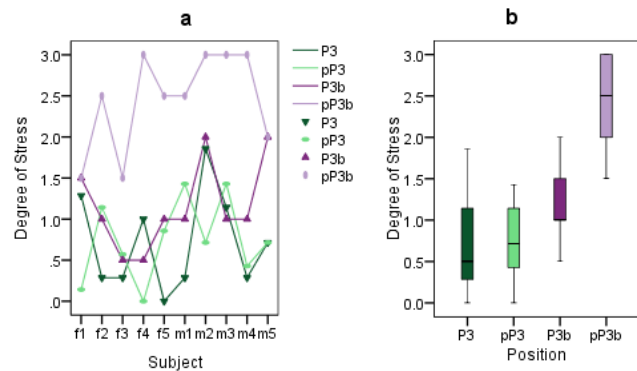 a
3.0
2.5
2.0
1.5
1.0
0.5
.0
Degree of Stress
f1 f2 f3 f4 f5 m1 m2 m3 m4 m5
Subject
P3
pP3
P3b
pP3b
P3
pP3
P3b
pP3b
b
3.0
2.5
2.0
1.5
1.0
0.5
0.0
Degree of Stress
P3 pP3 P3b pP3b
Position